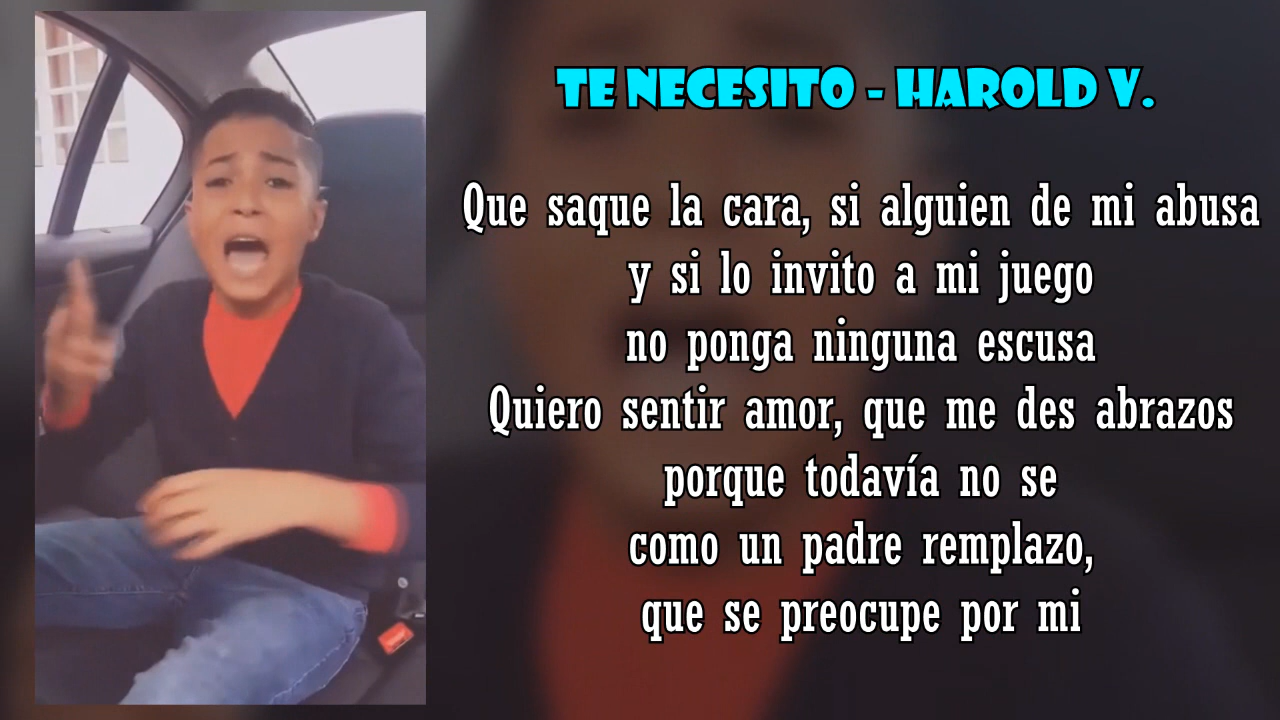 TE NECESITO - HAROLD V.
Que saque la cara, si alguien de mi abusa
y si lo invito a mi juego
no ponga ninguna escusa
Quiero sentir amor, que me des abrazos
porque todavía no se
como un padre remplazo,
que se preocupe por mi